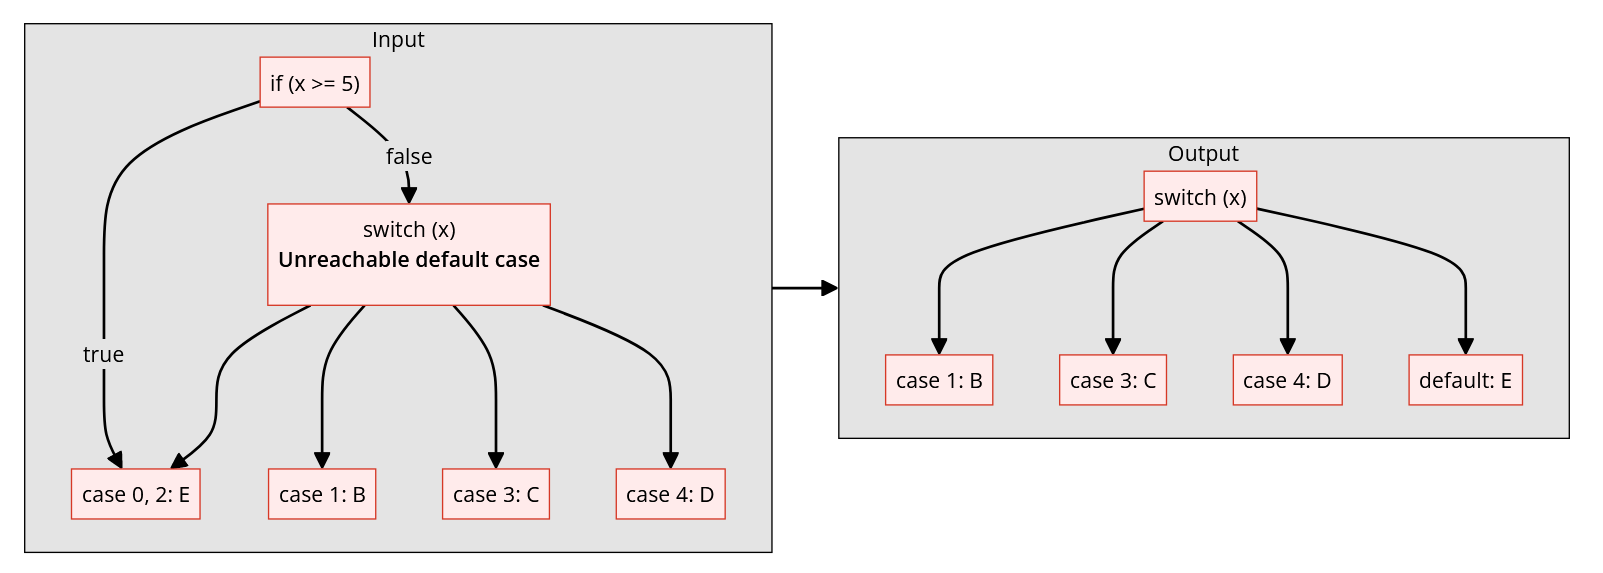 Input
if (x >= 5)
false
switch (x)
Unreachable default case
true
case 0, 2: E
case 1: B
case 3: C
case 4: D
Output
switch (x)
case 1: B
case 3: C
case 4: D
default: E